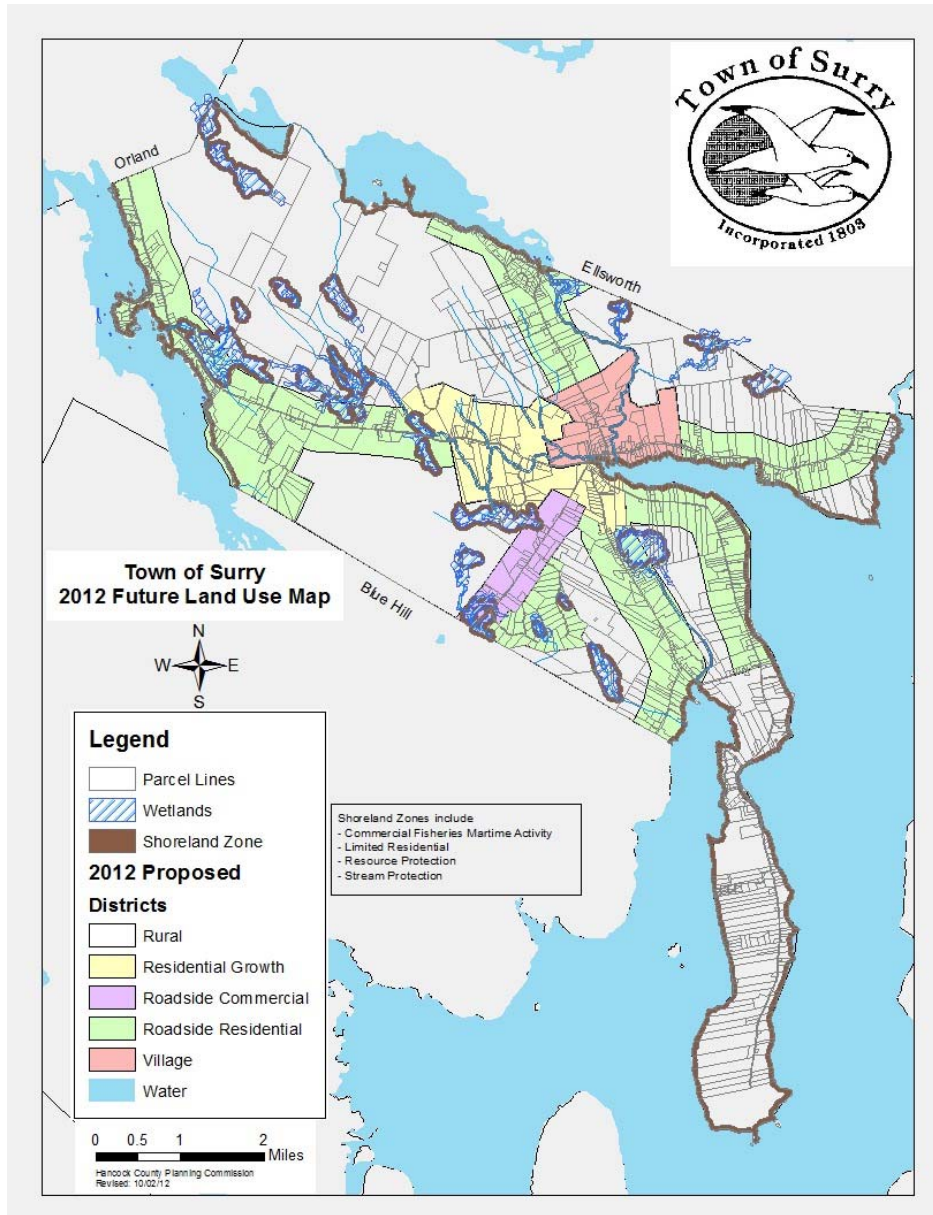 Town of Surry
Incorporated 1803
Orland
Ellsworth
Blue Hill
Town of Surry
2012 Future Land Use Map
N
W E
S
Legend
Parcel Lines
Wetlands
Shoreland Zone
2012 Proposed
Districts
Rural
Residential Growth
Roadside Commercial
Roadside Residential
Village
Water
Shoreland Zones include
- Commercial Fisheries Martime Activity
- Limited Residential
- Resource Protection
- Stream Protection
0 0.5 1 2
Miles
Hancock County Planning Commission
Revised: 10/02/12